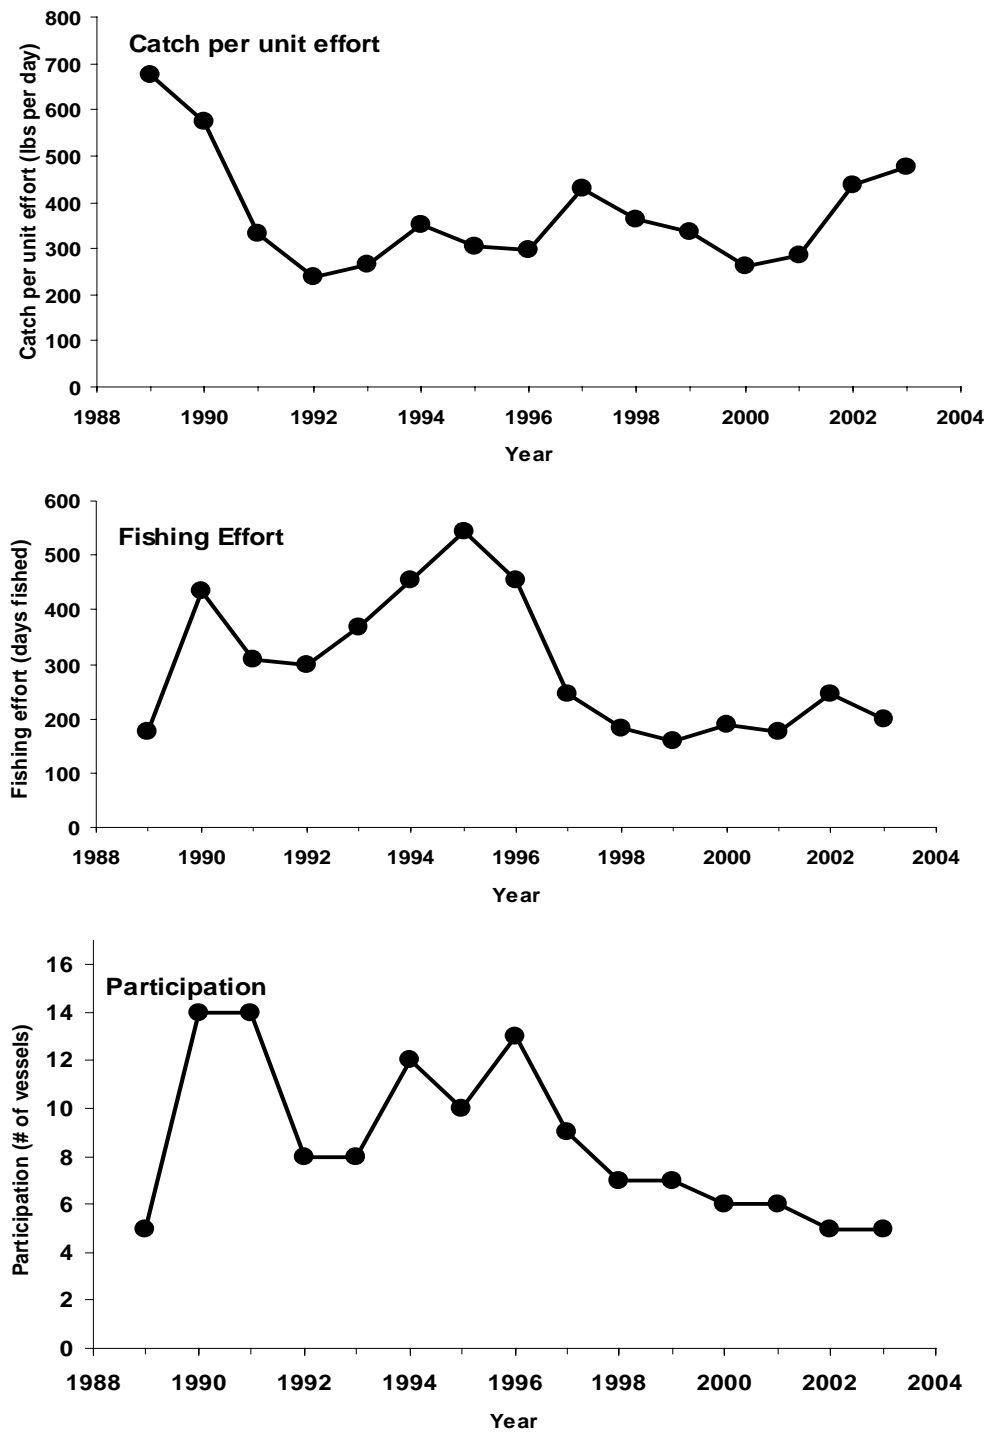 Catch per unit effort
Catch per unit effort (lbs per day)
800
700
600
500
400
300
200
100
0
1988 1990 1992 1994 1996 1998 2000 2002 2004
Year
Fishing Effort
Fishing effort (days fished)
600
500
400
300
200
100
0
1988 1990 1992 1994 1996 1998 2000 2002 2004
Year
Participation
Participation (# of vessels)
16
14
12
10
8
6
4
2
0
1988 1990 1992 1994 1996 1998 2000 2002 2004
Year